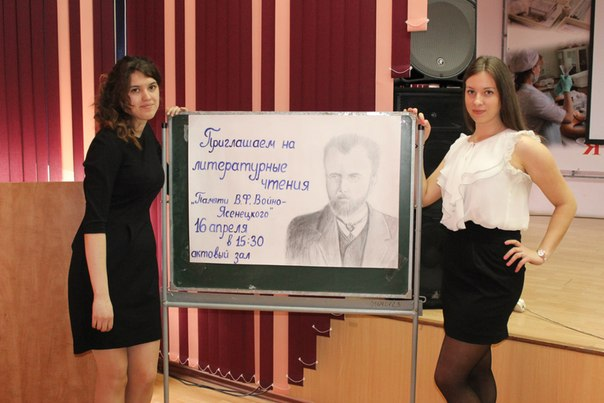 Приглашаем на
литературные
чтения
"Памяти В.Ф. Войно-
Ясенецкого"
16 апреля
в 15:30
актовый зал
Я